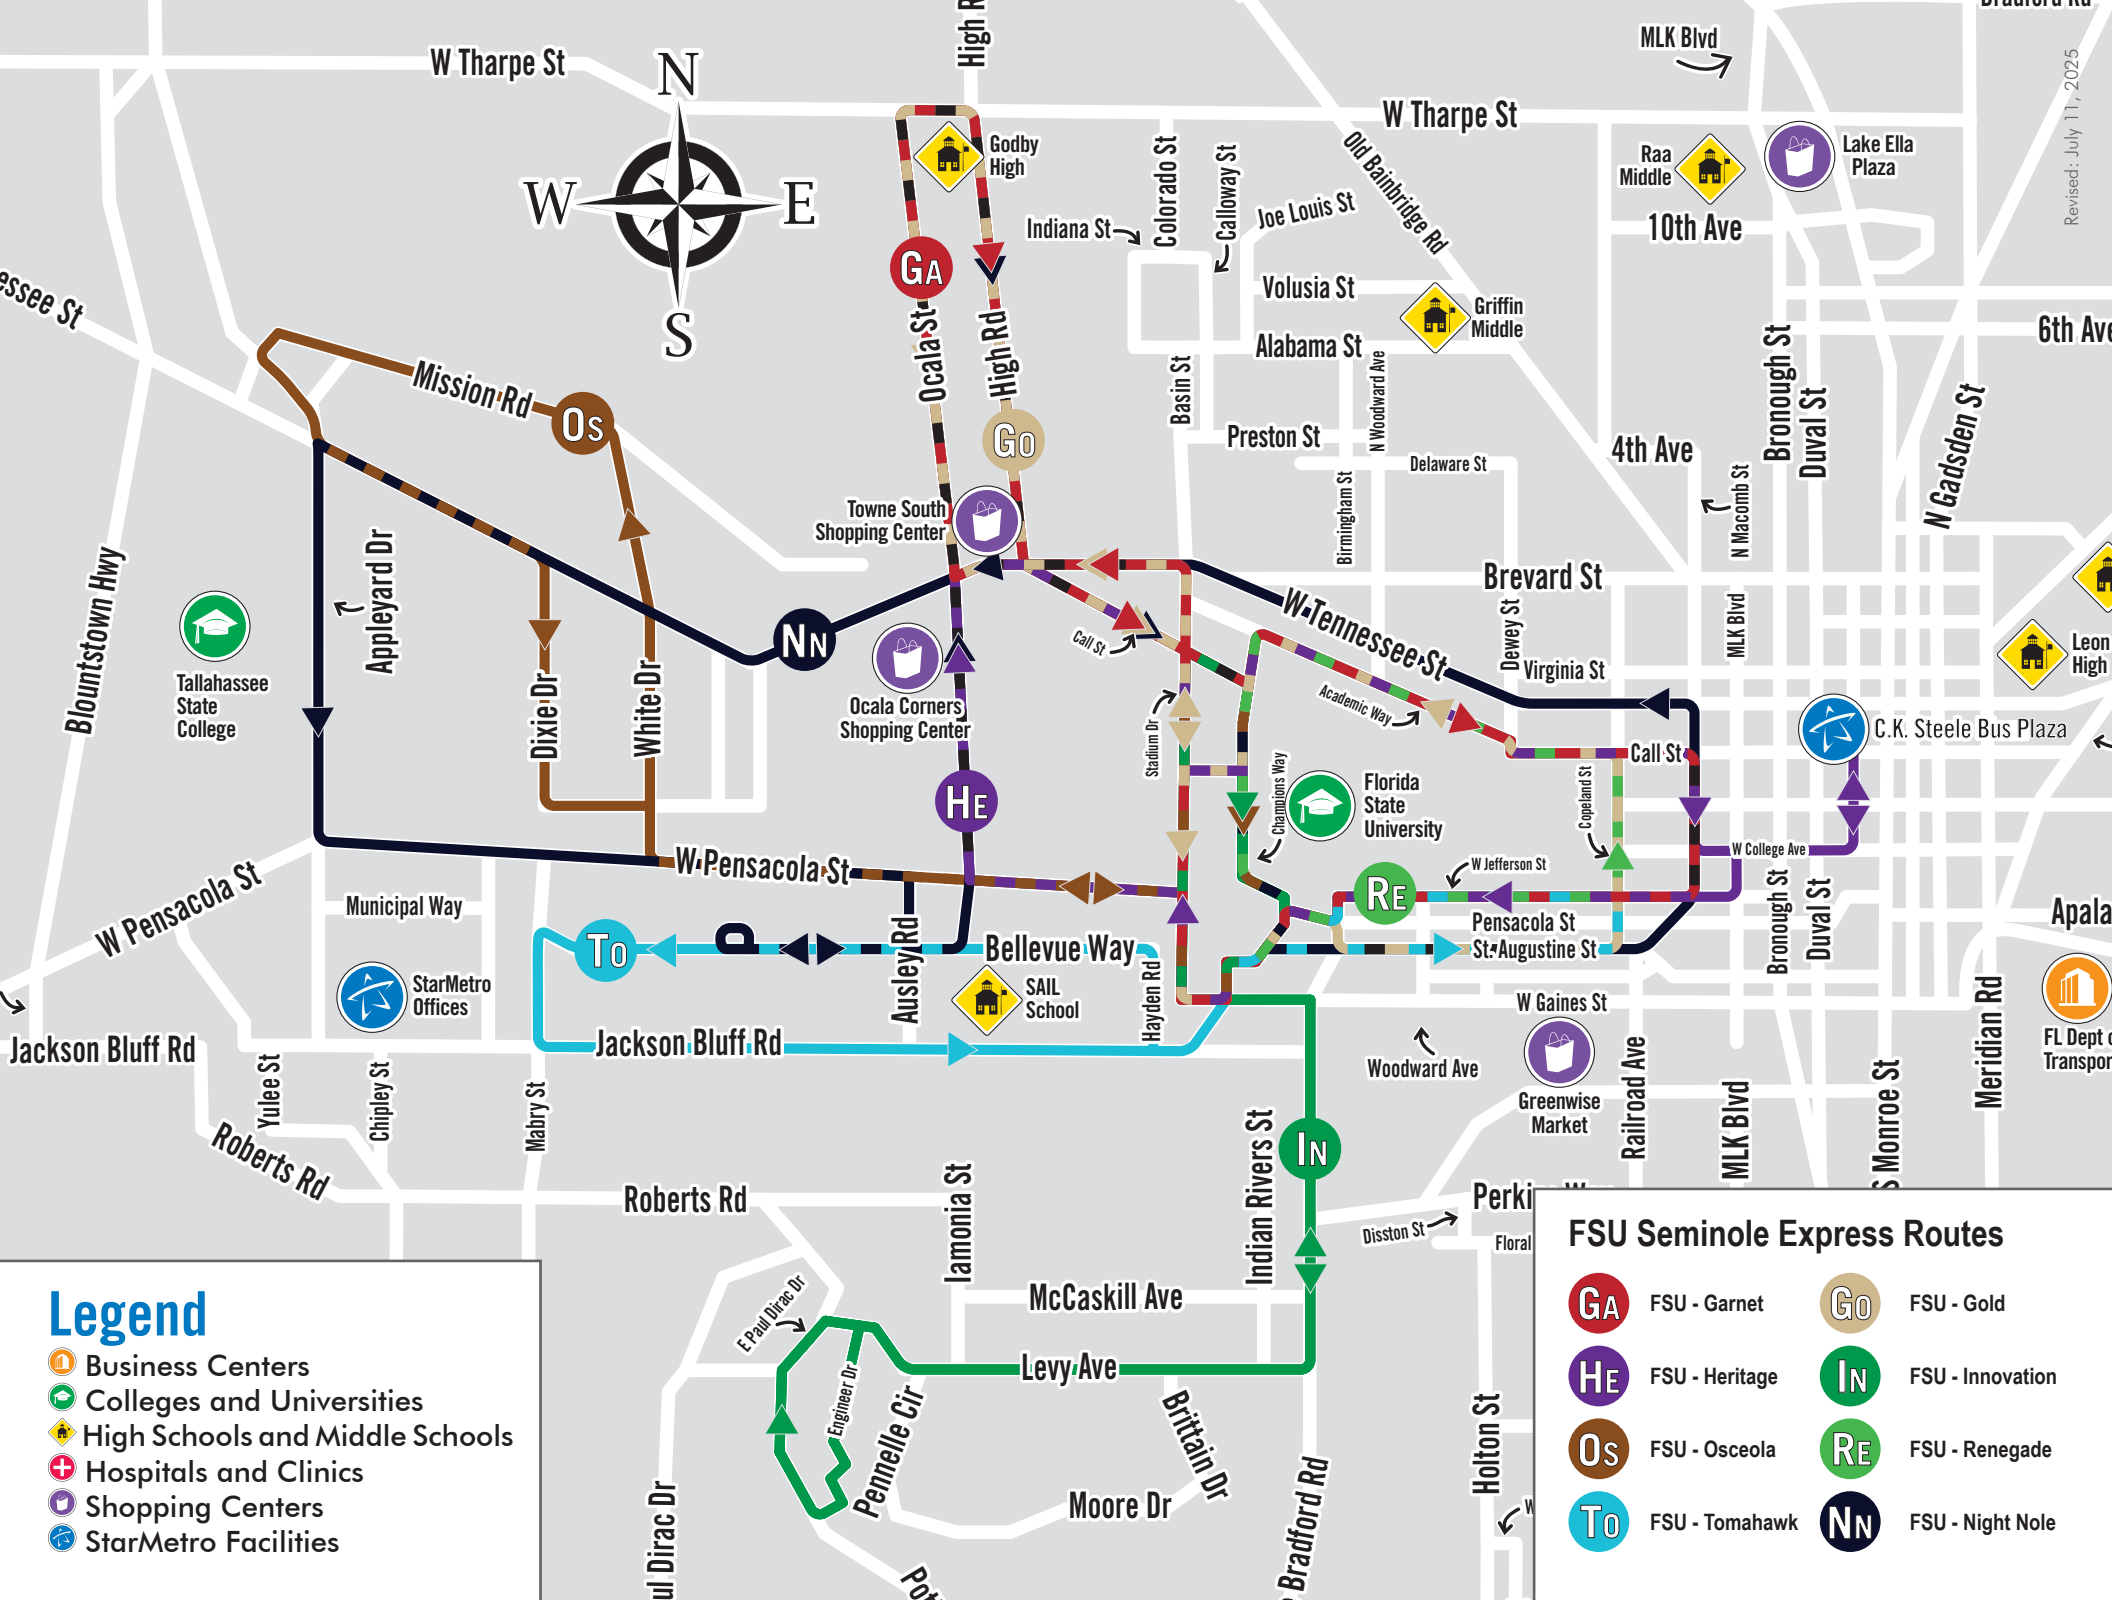 Bradford Rd
MLK Blvd
Revised: July 11, 2025
High R
W Tharpe St
N
W
E
S
W Tharpe St
Godby
High
Raa
Middle
Lake Ella
Plaza
Colorado St
Calloway St
Old Bainbridge Rd
Joe Louis St
Indiana St
10th Ave
GA
Volusia St
Griffin
Middle
essee St
Ocala St
High Rd
Alabama St
6th Ave
Bronough St
Duval St
Basin St
N Woodward Ave
Mission Rd
OS
GO
Preston St
4th Ave
N Gadsden St
Delaware St
Birmingham St
N Macomb St
Towne South
Shopping Center
Blountstown Hwy
Appleyard Dr
Brevard St
W Tennessee St
Dewey St
MLK Blvd
Tallahassee
State
College
NN
Call St
Virginia St
Leon
High
Ocala Corners
Shopping Center
Dixie Dr
White Dr
Stadium Dr
Academic Way
Call St
C.K. Steele Bus Plaza
HE
Champions Way
Florida
State
University
Copeland St
W College Ave
W Pensacola St
W Pensacola St
W Jefferson St
RE
Municipal Way
Pensacola St
Bronough St
Duval St
Apala
TO
Ausley Rd
Bellevue Way
St. Augustine St
StarMetro
Offices
SAIL
School
Hayden Rd
W Gaines St
Meridian Rd
Jackson Bluff Rd
Jackson Bluff Rd
Woodward Ave
Greenwise
Market
Railroad Ave
FL Dept o
Transpor
Yulee St
Chipley St
Mabry St
MLK Blvd
S Monroe St
Roberts Rd
IN
Roberts Rd
Iamonia St
Indian Rivers St
Disston St
Perki
Floral
McCaskill Ave
E Paul Dirac Dr
Levy Ave
Engineer Dr
Pennelle Cir
Brittain Dr
Holton St
Moore Dr
ul Dirac Dr
Bradford Rd
Pot
W
Legend
Business Centers
Colleges and Universities
High Schools and Middle Schools
Hospitals and Clinics
Shopping Centers
StarMetro Facilities
FSU Seminole Express Routes
GA FSU - Garnet
GO FSU - Gold
HE FSU - Heritage
IN FSU - Innovation
OS FSU - Osceola
RE FSU - Renegade
TO FSU - Tomahawk
NN FSU - Night Nole